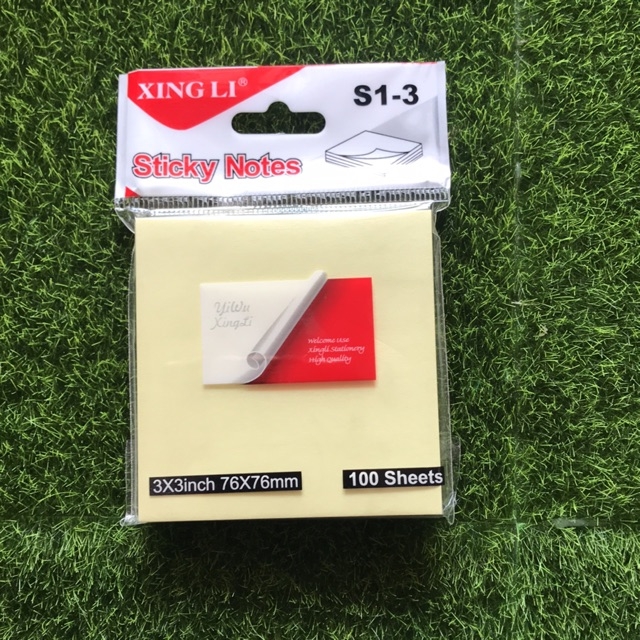 XING LI®
S1-3
Sticky Notes
YiWu
XingLi
Welcome Use
Xingli Stationery
High Quality
3X3inch 76X76mm
100 Sheets